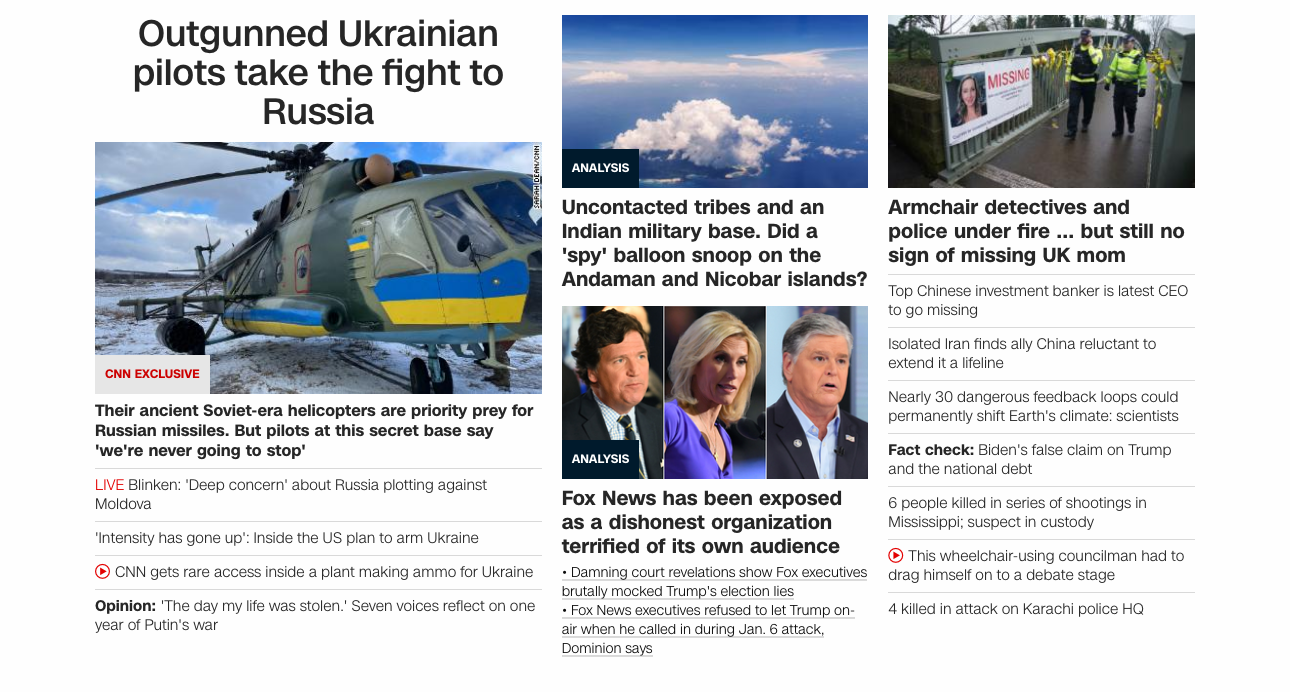 Outgunned Ukrainian
pilots take the fight to
Russia
SARAH DEAN/CNN
CNN EXCLUSIVE
Their ancient Soviet-era helicopters are priority prey for
Russian missiles. But pilots at this secret base say
'we're never going to stop'
LIVE Blinken: 'Deep concern' about Russia plotting against
Moldova
'Intensity has gone up': Inside the US plan to arm Ukraine
CNN gets rare access inside a plant making ammo for Ukraine
Opinion: 'The day my life was stolen.' Seven voices reflect on one
year of Putin's war
ANALYSIS
Uncontacted tribes and an
Indian military base. Did a
'spy' balloon snoop on the
Andaman and Nicobar islands?
ANALYSIS
Fox News has been exposed
as a dishonest organization
terrified of its own audience
• Damning court revelations show Fox executives
brutally mocked Trump's election lies
• Fox News executives refused to let Trump on-
air when he called in during Jan. 6 attack,
Dominion says
MISSING
Armchair detectives and
police under fire ... but still no
sign of missing UK mom
Top Chinese investment banker is latest CEO
to go missing
Isolated Iran finds ally China reluctant to
extend it a lifeline
Nearly 30 dangerous feedback loops could
permanently shift Earth's climate: scientists
Fact check: Biden's false claim on Trump
and the national debt
6 people killed in series of shootings in
Mississippi; suspect in custody
This wheelchair-using councilman had to
drag himself on to a debate stage
4 killed in attack on Karachi police HQ